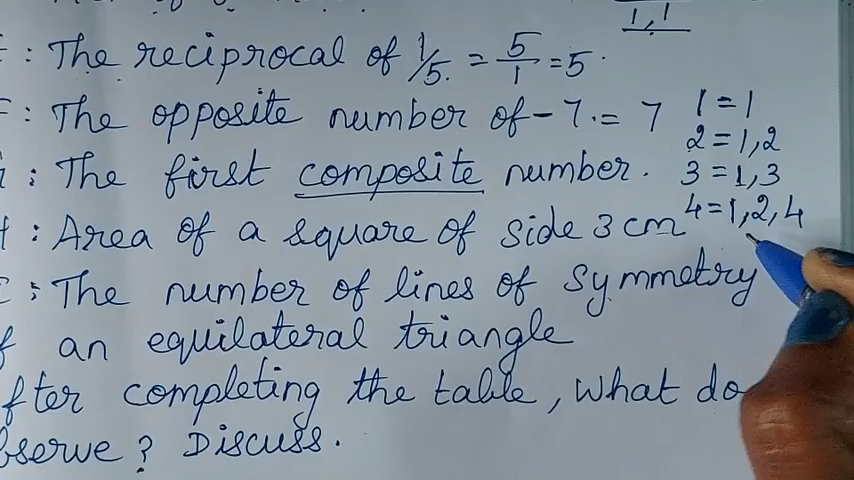 1,1
: The reciprocal of 1/5. = 5/1 = 5.
: The opposite number of -7. = 7
1 = 1
2 = 1,2
: The first composite number.
3 = 1,3
4 = 1,2,4
: Area of a square of side 3 cm
: The number of lines of symmetry
an equilateral triangle
fter completing the table, what do
bserve? Discuss.